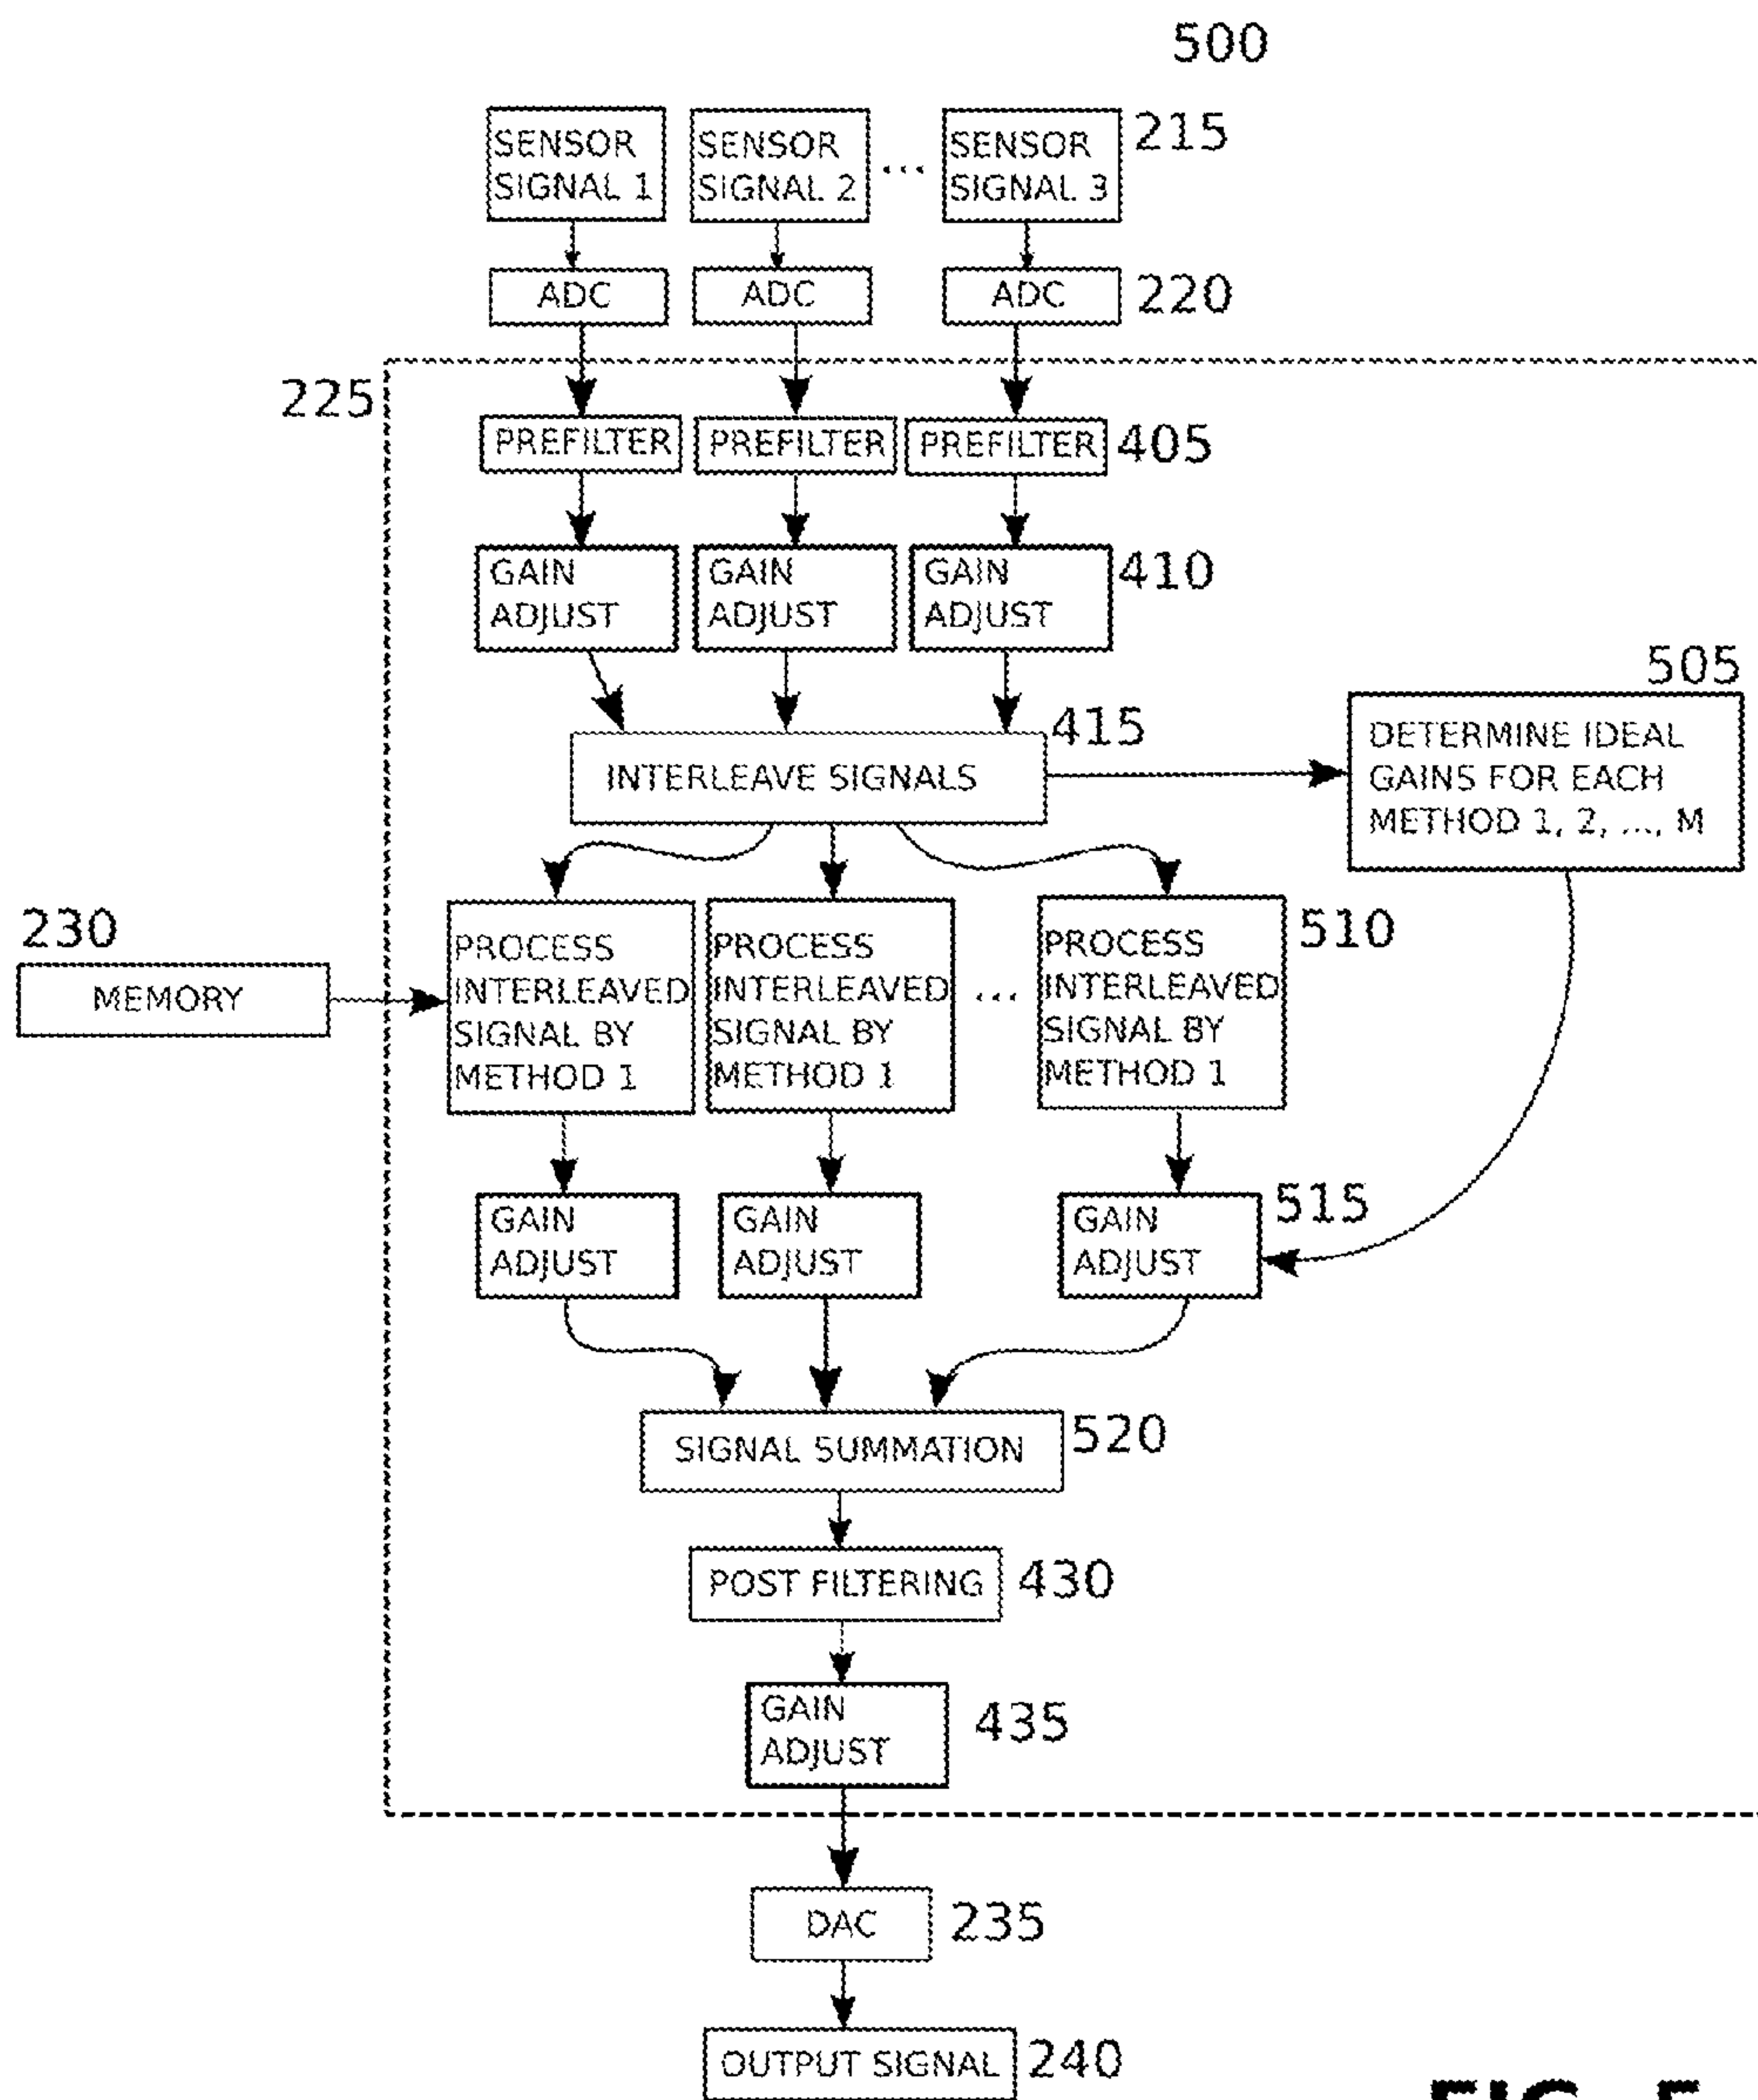 500
SENSOR
SIGNAL 1
SENSOR
SIGNAL 2
...
SENSOR
SIGNAL 3
215
ADC
ADC
ADC
220
225
PREFILTER
PREFILTER
PREFILTER
405
GAIN
ADJUST
GAIN
ADJUST
GAIN
ADJUST
410
INTERLEAVE SIGNALS
415
505
DETERMINE IDEAL
GAINS FOR EACH
METHOD 1, 2, ..., M
230
MEMORY
PROCESS
INTERLEAVED
SIGNAL BY
METHOD 1
PROCESS
INTERLEAVED
SIGNAL BY
METHOD 1
...
PROCESS
INTERLEAVED
SIGNAL BY
METHOD 1
510
GAIN
ADJUST
GAIN
ADJUST
GAIN
ADJUST
515
SIGNAL SUMMATION
520
POST FILTERING
430
GAIN
ADJUST
435
DAC
235
OUTPUT SIGNAL
240
FIG. 5